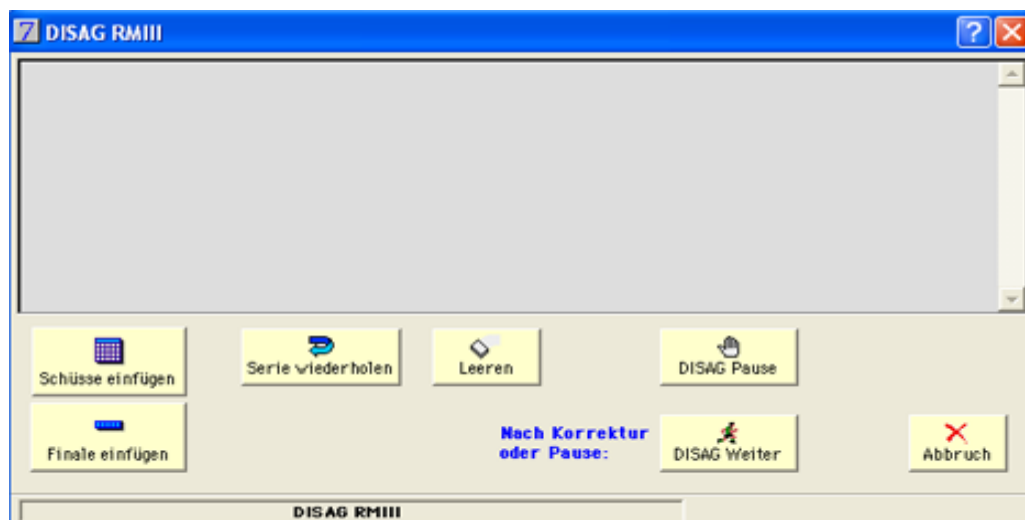 DISAG RMIII
Schüsse einfügen
Serie wiederholen
Leeren
DISAG Pause
Finale einfügen
Nach Korrektur
oder Pause:
DISAG Weiter
Abbruch
DISAG RMIII